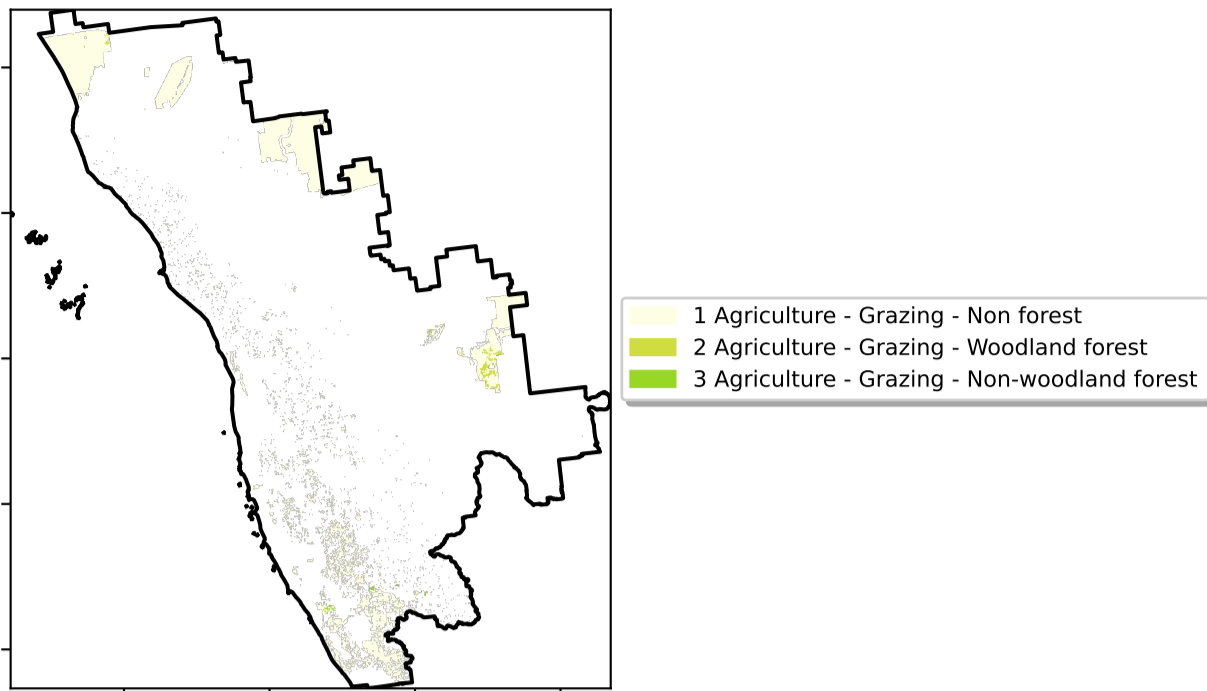 1 Agriculture - Grazing - Non forest
2 Agriculture - Grazing - Woodland forest
3 Agriculture - Grazing - Non-woodland forest